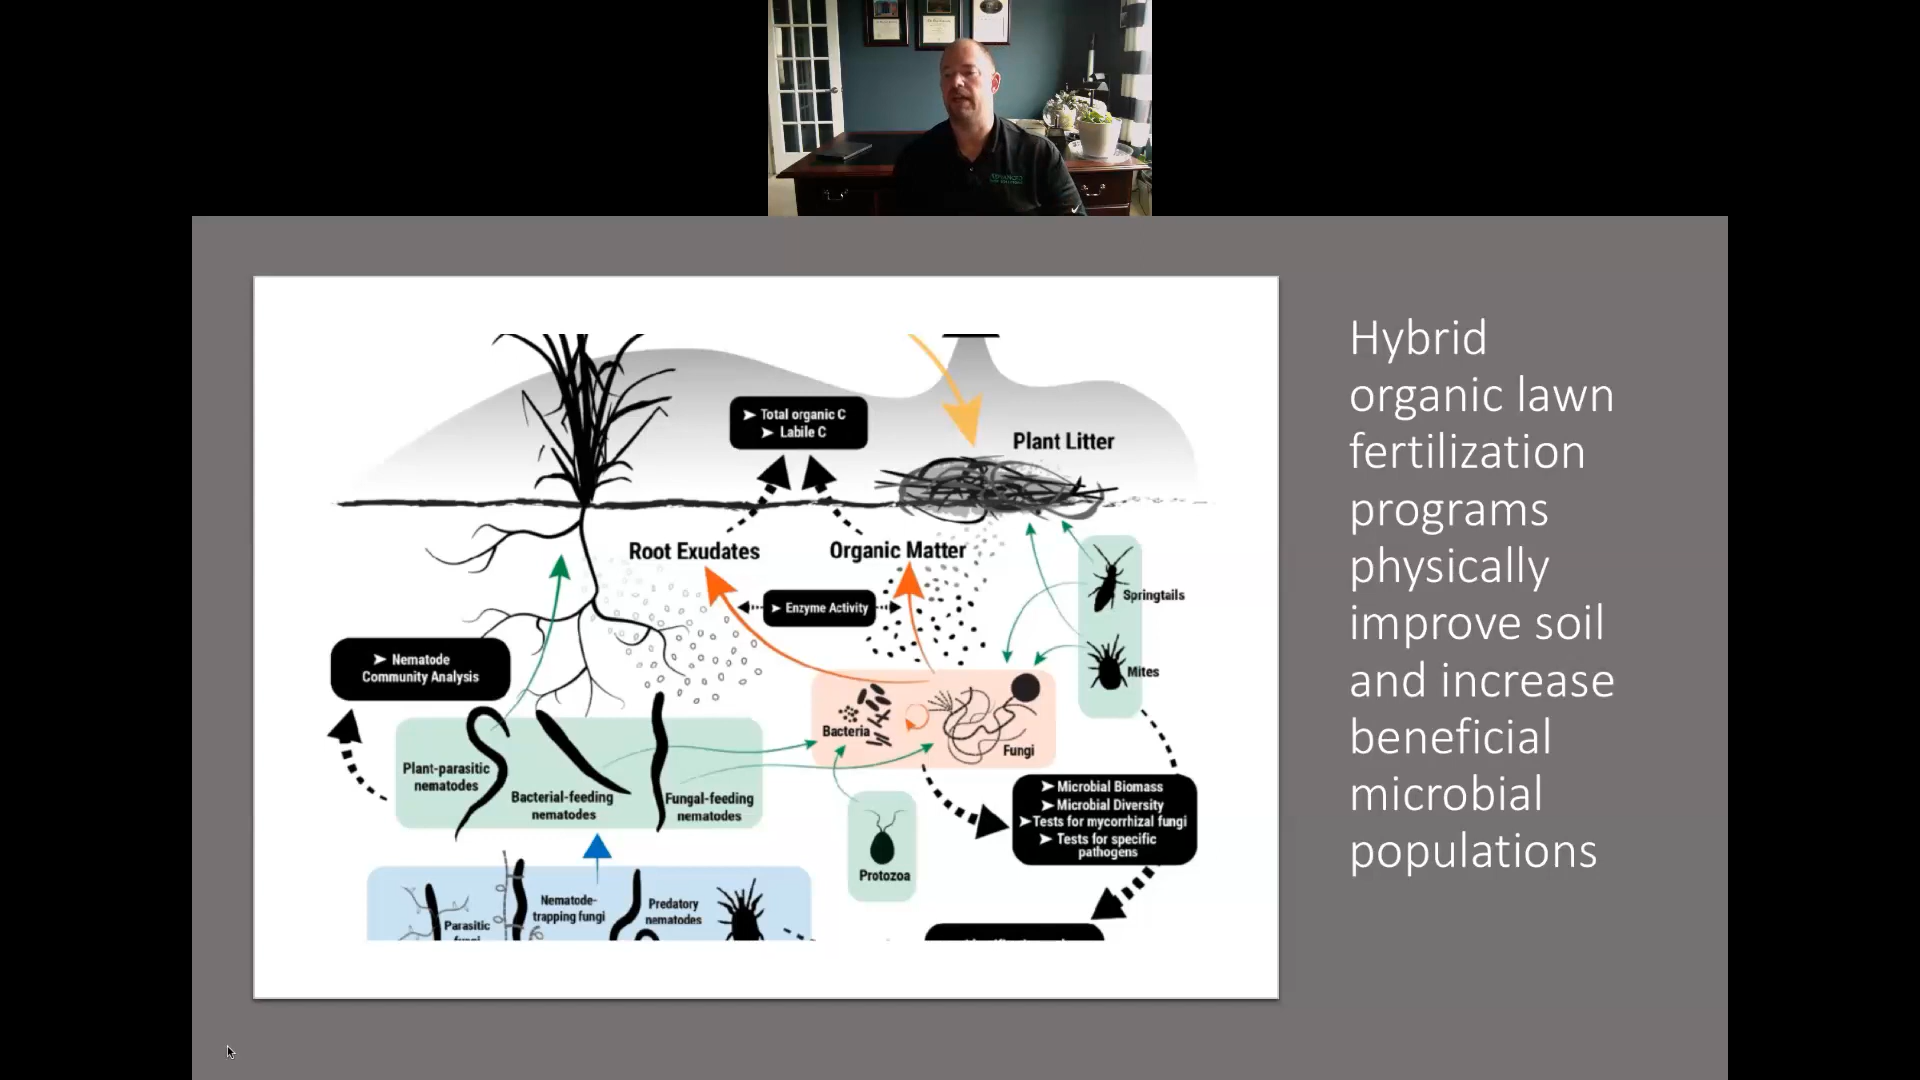 ➤ Total organic C
➤ Labile C
Plant Litter
Root Exudates
Organic Matter
➤ Enzyme Activity
Springtails
➤ Nematode
Community Analysis
Mites
Bacteria
Fungi
Plant-parasitic
nematodes
Bacterial-feeding
nematodes
Fungal-feeding
nematodes
➤ Microbial Biomass
➤ Microbial Diversity
➤ Tests for mycorrhizal fungi
➤ Tests for specific
pathogens
Protozoa
Parasitic
fungi
Nematode-
trapping fungi
Predatory
nematodes
Hybrid
organic lawn
fertilization
programs
physically
improve soil
and increase
beneficial
microbial
populations